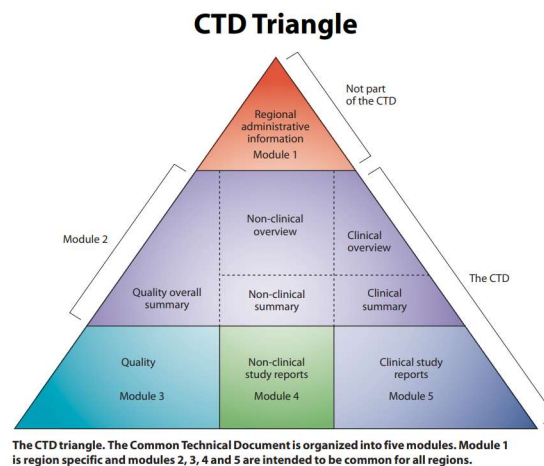 CTD Triangle
Not part
of the CTD
Regional
administrative
information
Module 1
Module 2
Non-clinical
overview
Clinical
overview
The CTD
Quality overall
summary
Non-clinical
summary
Clinical
summary
Quality
Module 3
Non-clinical
study reports
Module 4
Clinical study
reports
Module 5
The CTD triangle. The Common Technical Document is organized into five modules. Module 1
is region specific and modules 2, 3, 4 and 5 are intended to be common for all regions.